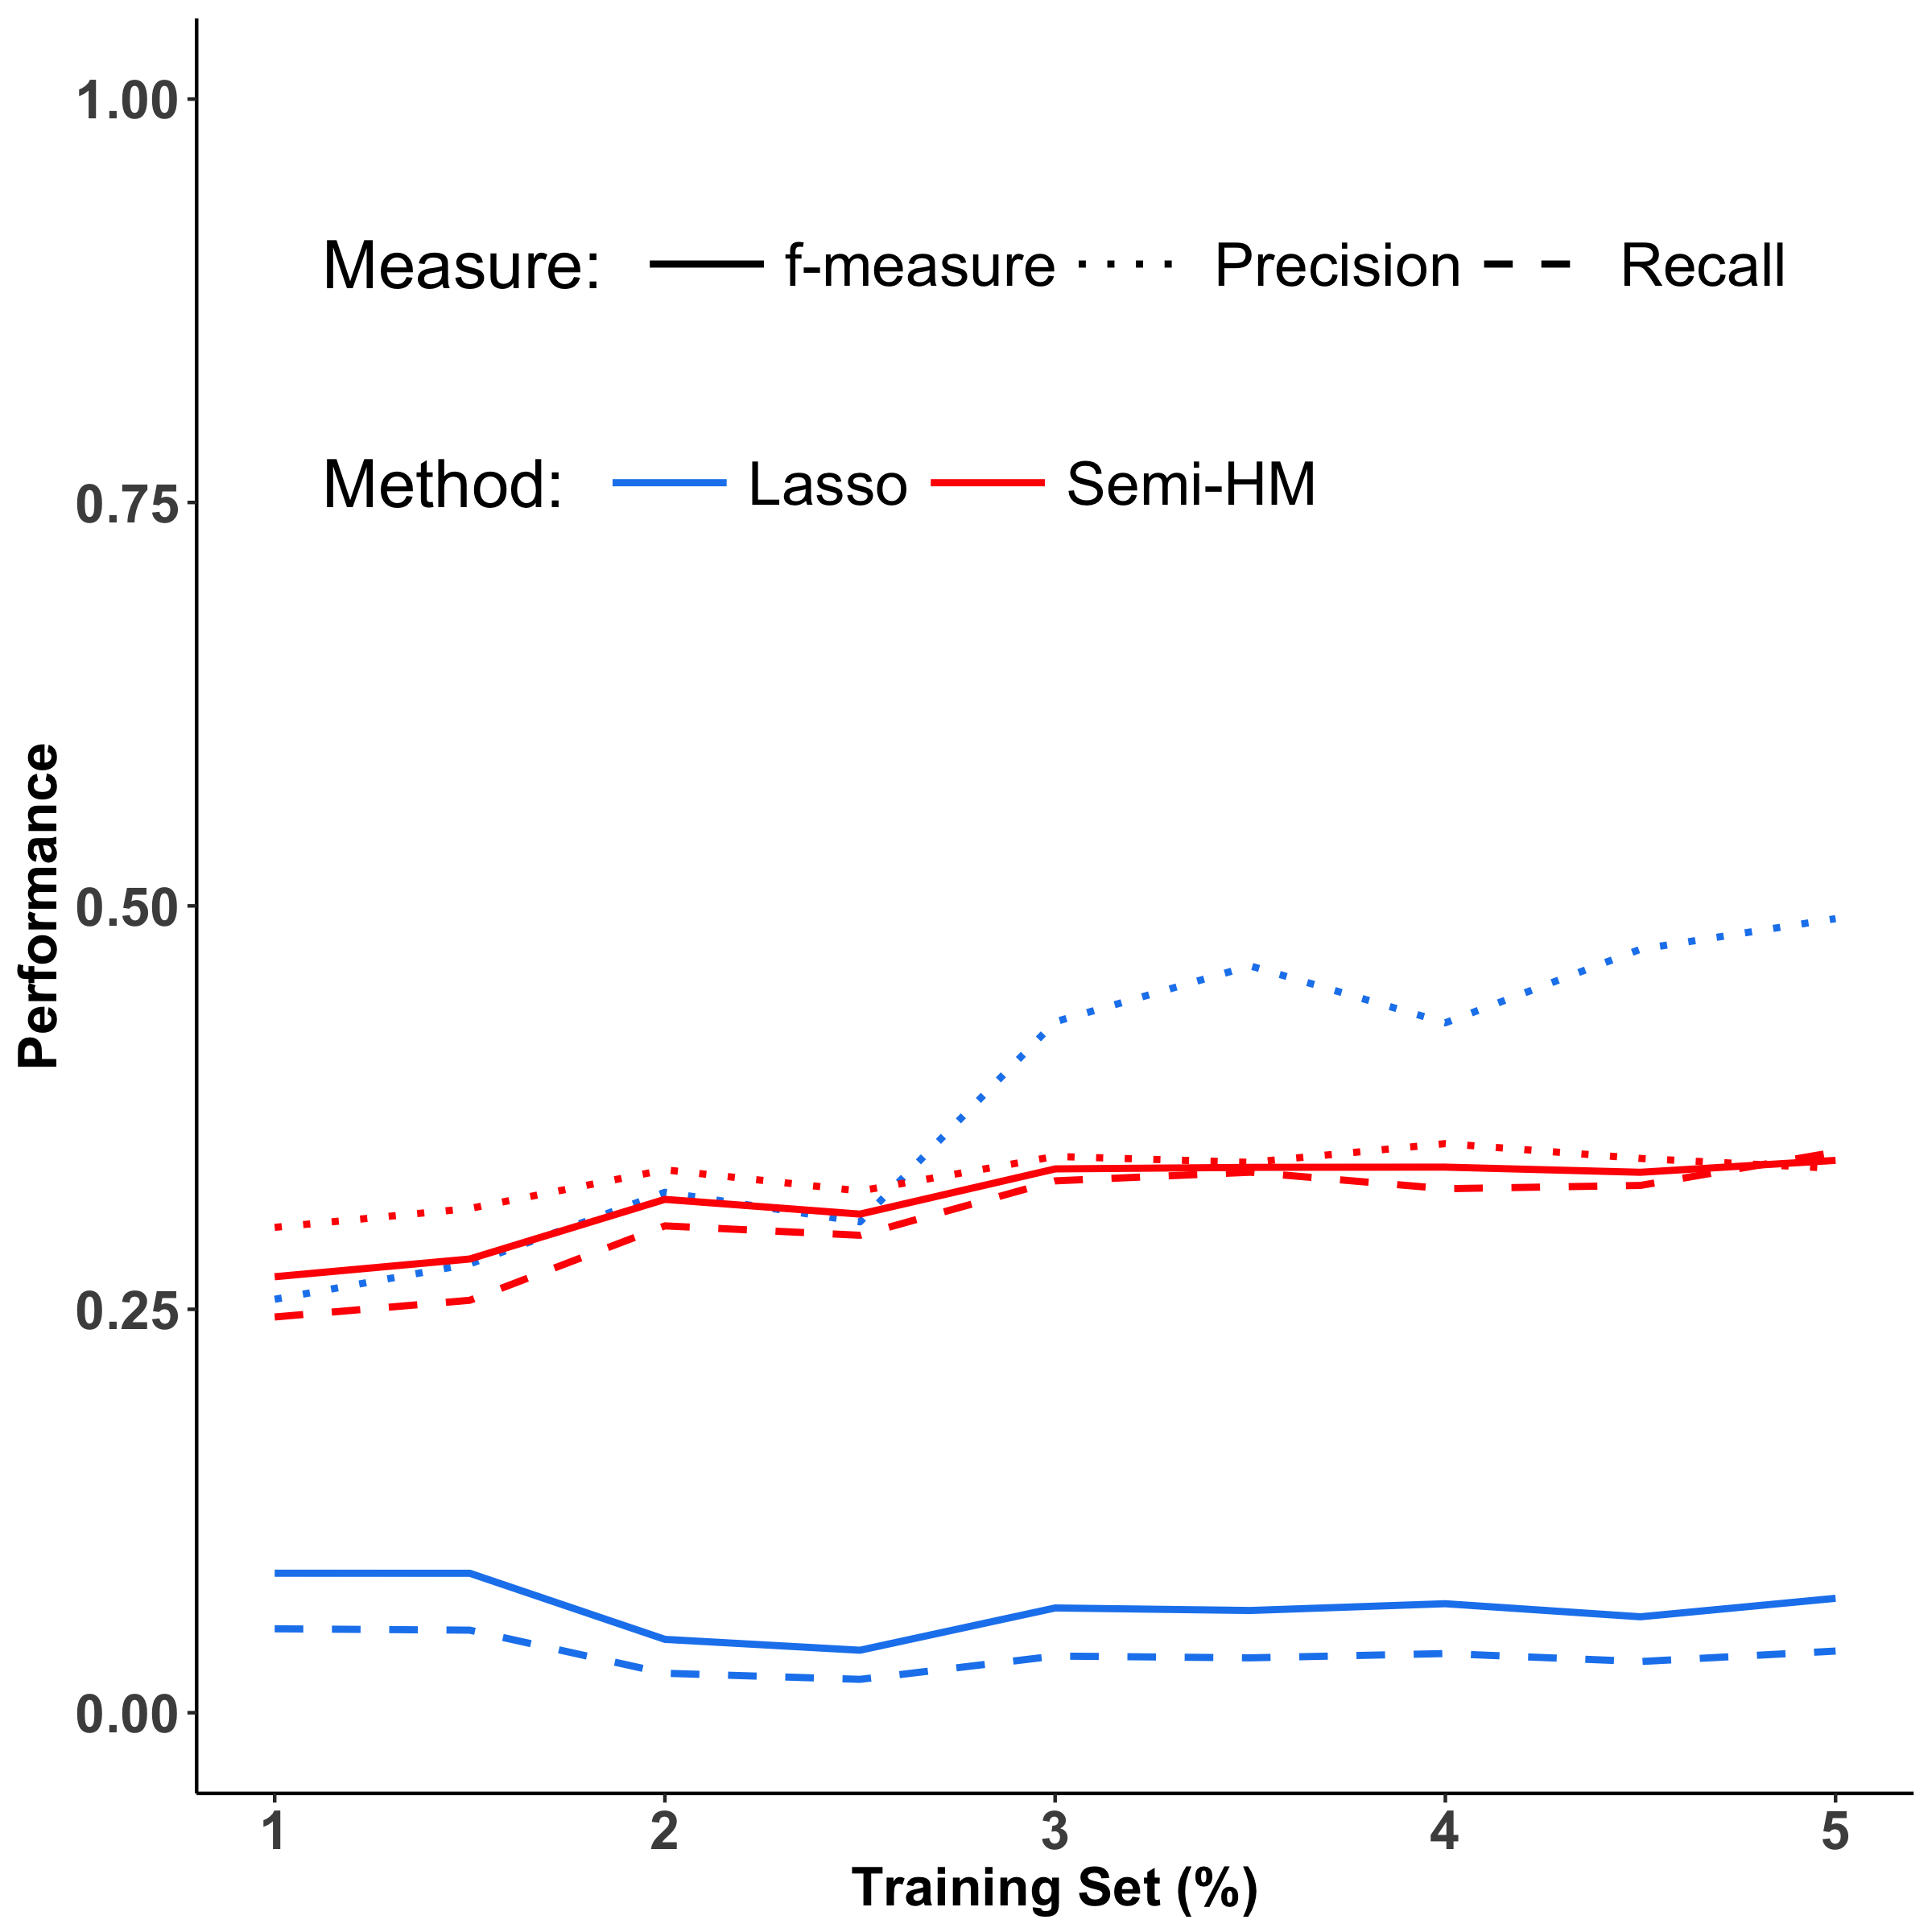 1.00
Measure: f-measure Precision Recall
Method: Lasso Semi-HM
0.75
Performance
0.50
0.25
0.00
1 2 3 4 5
Training Set (%)